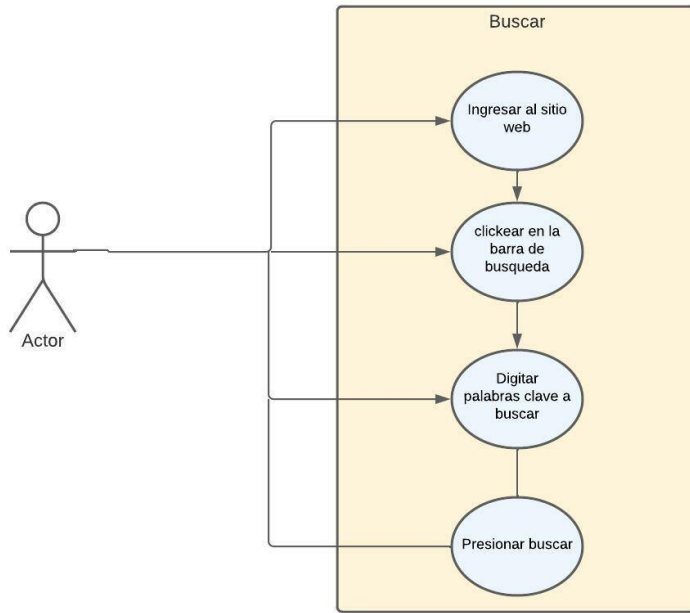 Buscar
Ingresar al sitio
web
clickear en la
barra de
busqueda
Actor
Digitar
palabras clave a
buscar
Presionar buscar